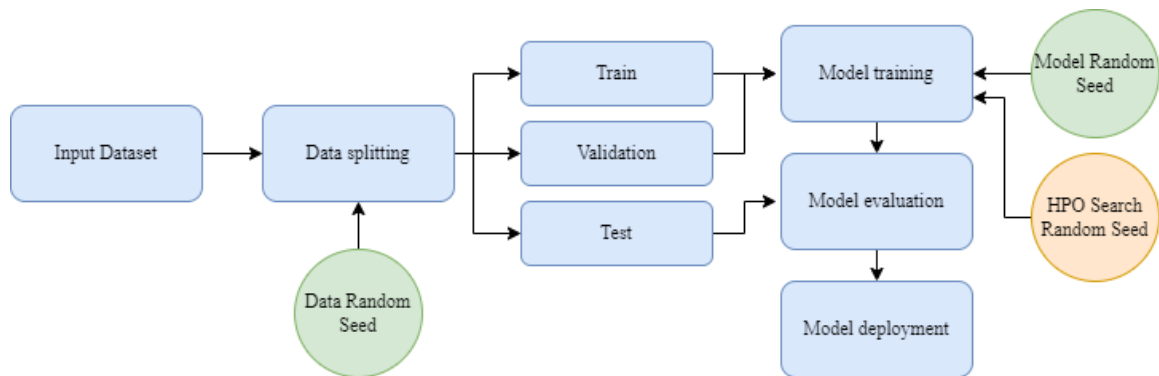 Input Dataset
Data splitting
Data Random
Seed
Train
Validation
Test
Model training
Model evaluation
Model deployment
Model Random
Seed
HPO Search
Random Seed